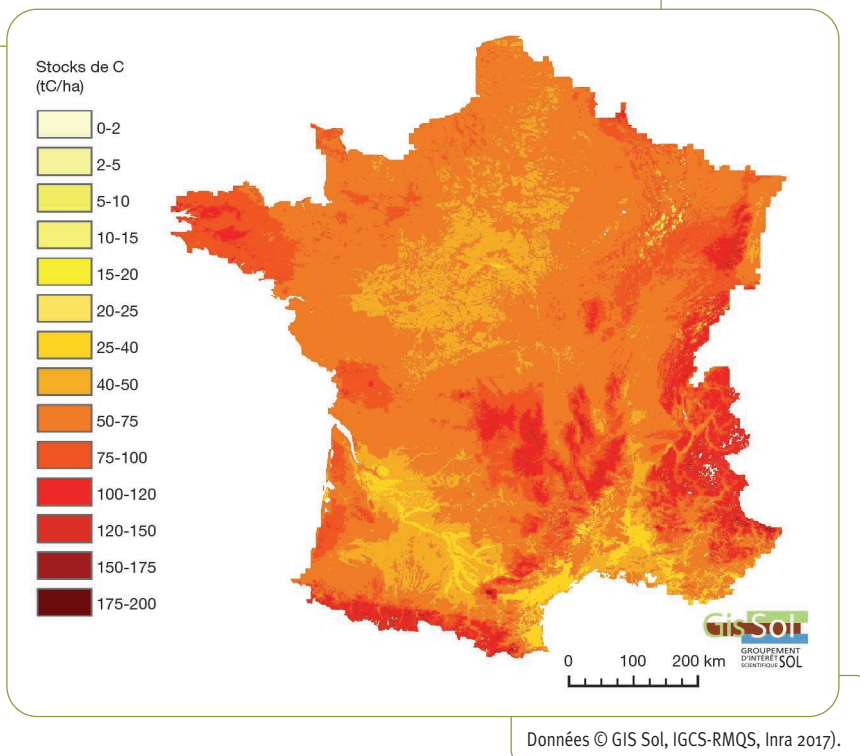 Stocks de C
(tC/ha)
0-2
2-5
5-10
10-15
15-20
20-25
25-40
40-50
50-75
75-100
100-120
120-150
150-175
175-200
Gis Sol
GROUPEMENT
D'INTÉRÊT
SCIENTIFIQUE SOL
0 100 200 km
Données © GIS Sol, IGCS-RMQS, Inra 2017).